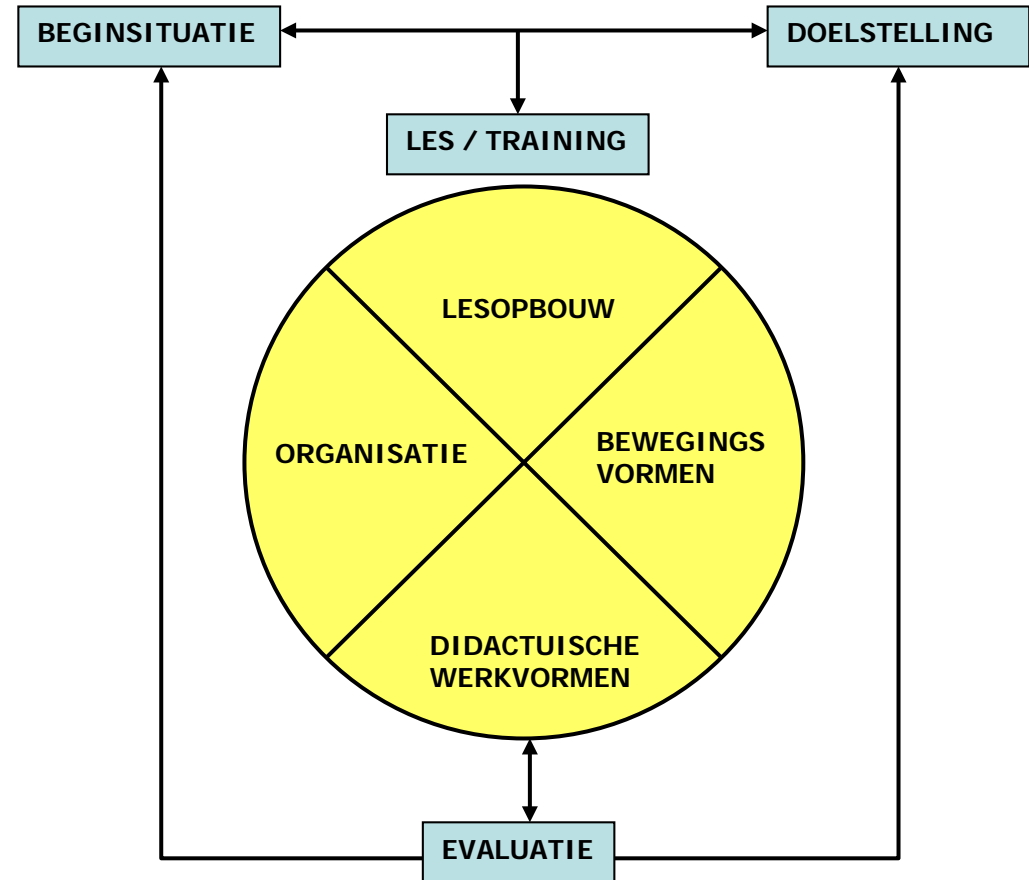 BEGINSITUATIE
DOELSTELLING
LES / TRAINING
LESOPBOUW
ORGANISATIE
BEWEGINGS
VORMEN
DIDACTUISCHE
WERKVORMEN
EVALUATIE